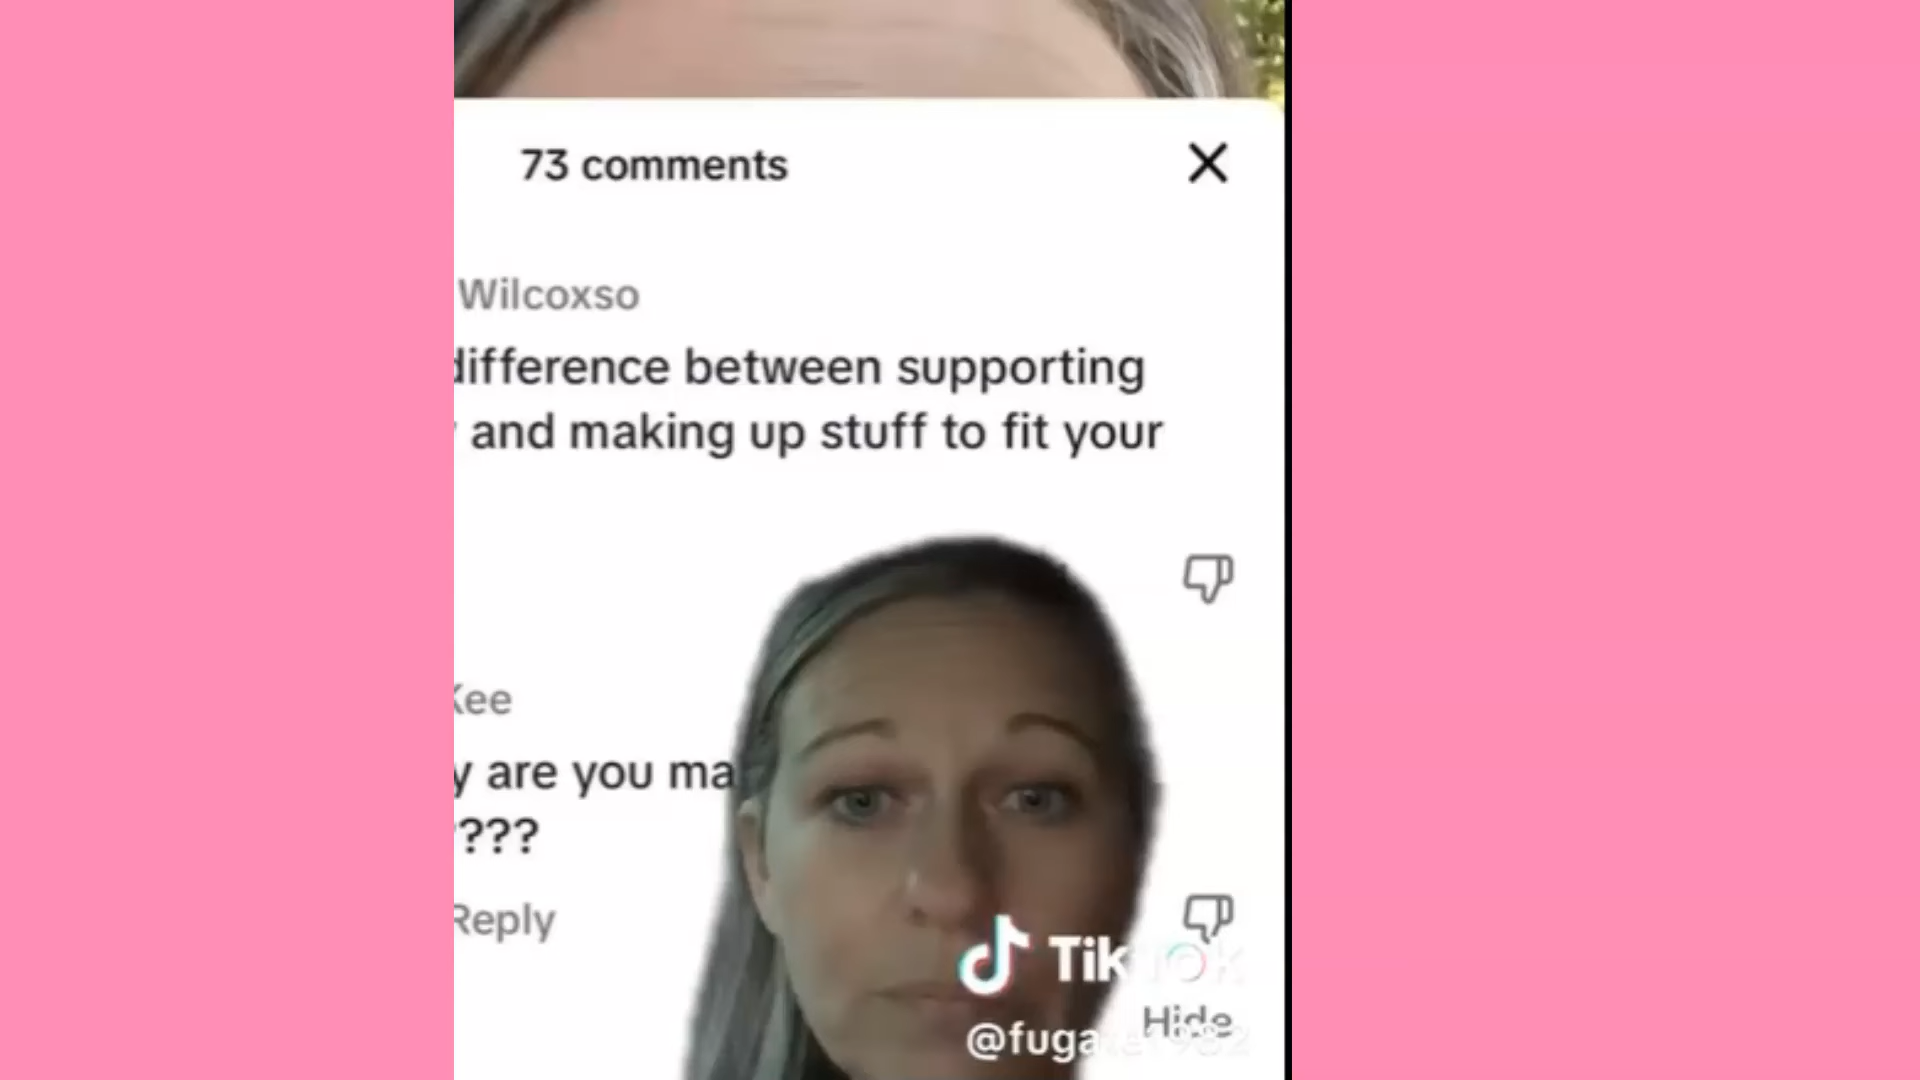 73 comments
Wilcoxso
difference between supporting
and making up stuff to fit your
Kee
y are you ma
???
Reply
Hide
TikTok